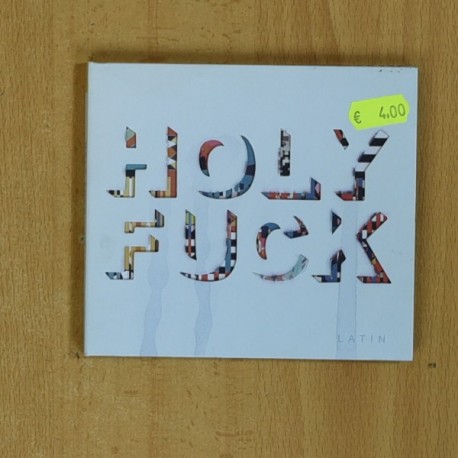 € 4,00
HOLY
FUCK
LATIN